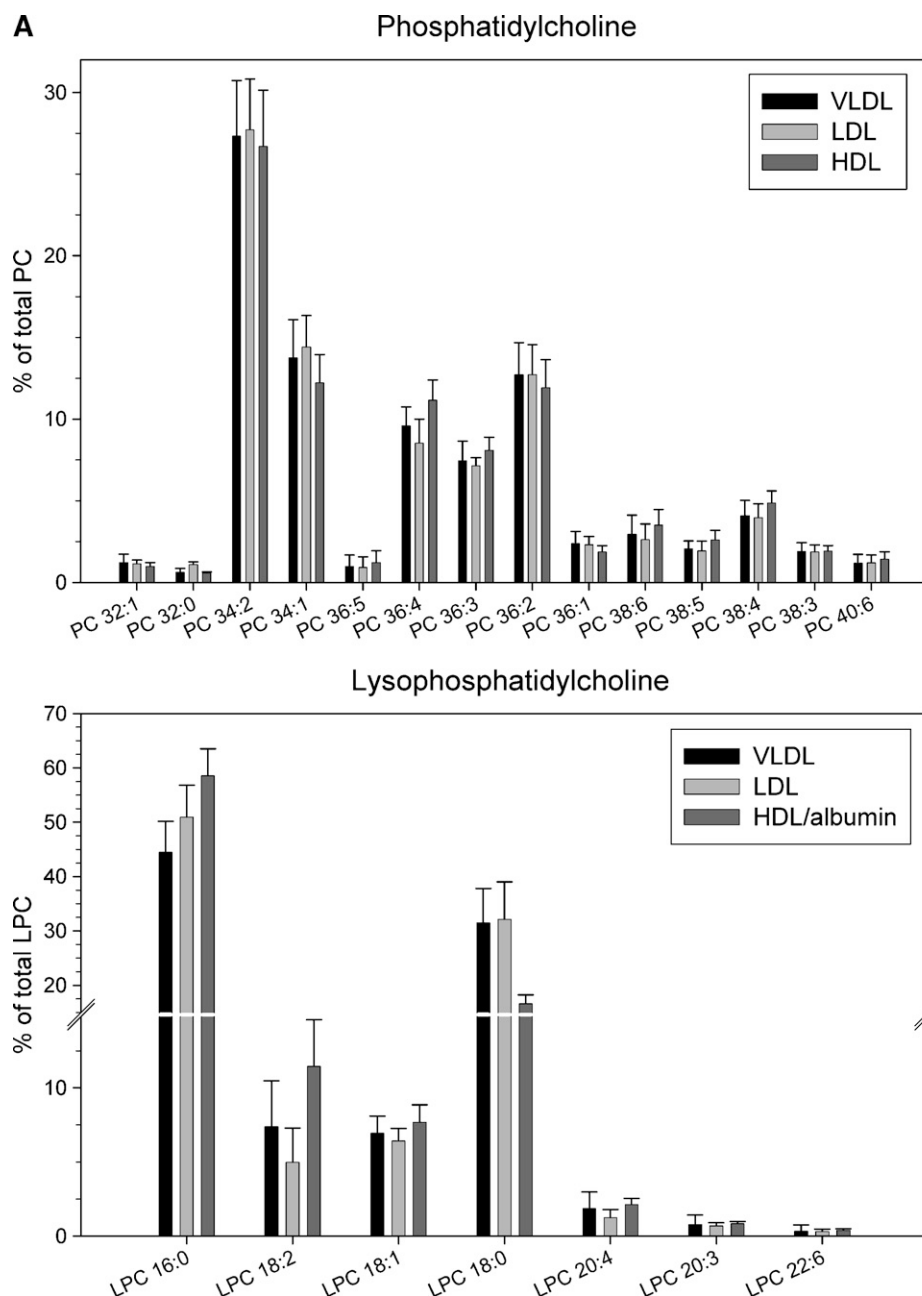 A
Phosphatidylcholine
VLDL
LDL
HDL
% of total PC
30
20
10
0
PC 32:1
PC 32:0
PC 34:2
PC 34:1
PC 36:5
PC 36:4
PC 36:3
PC 36:2
PC 36:1
PC 38:6
PC 38:5
PC 38:4
PC 38:3
PC 40:6
Lysophosphatidylcholine
VLDL
LDL
HDL/albumin
% of total LPC
70
60
50
40
30
20
10
0
LPC 16:0
LPC 18:2
LPC 18:1
LPC 18:0
LPC 20:4
LPC 20:3
LPC 22:6